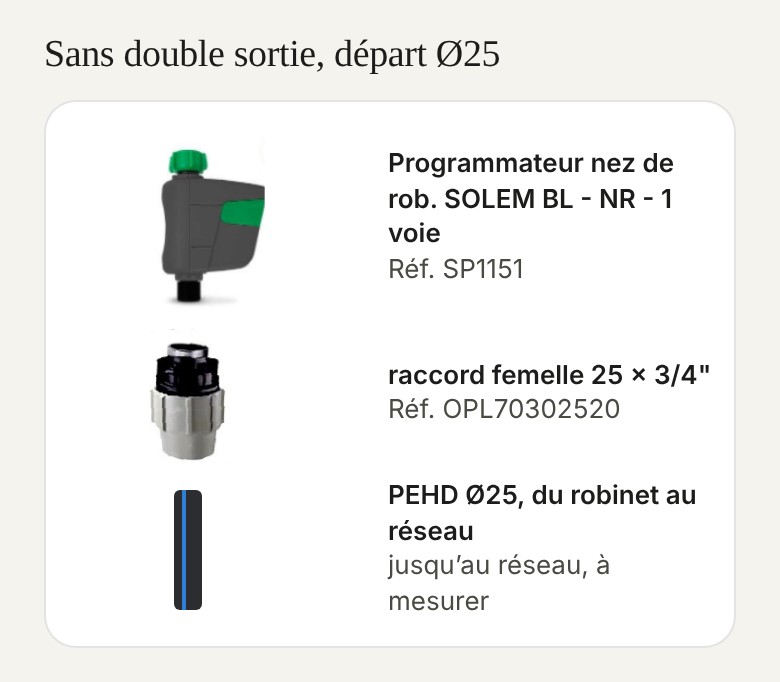 Sans double sortie, départ Ø25
Programmateur nez de
rob. SOLEM BL - NR - 1
voie
Réf. SP1151
raccord femelle 25 × 3/4"
Réf. OPL70302520
PEHD Ø25, du robinet au
réseau
jusqu’au réseau, à
mesurer